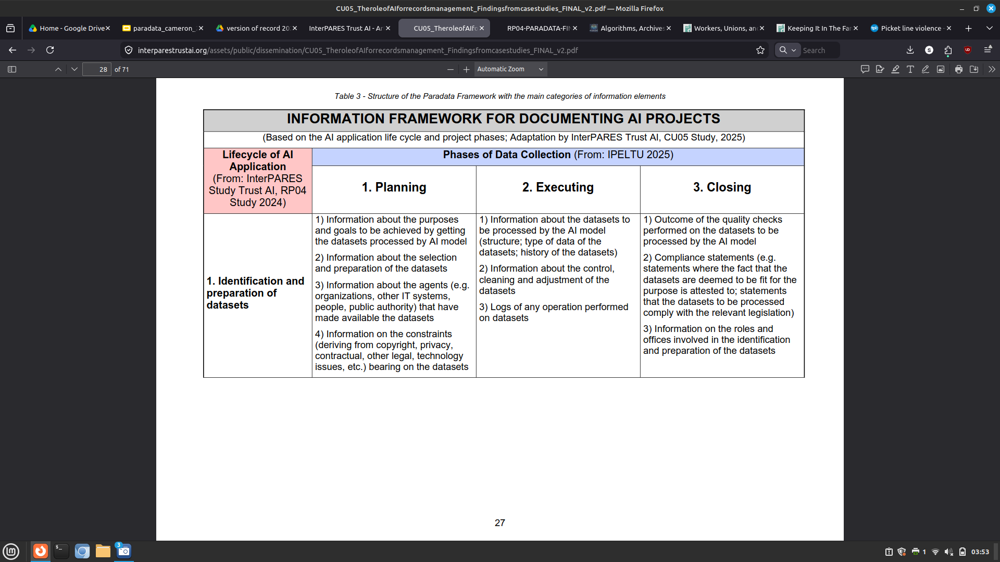 CU05_TheroleofAIforrecordsmanagement_Findingsfromcasestudies_FINAL_v2.pdf — Mozilla Firefox
Home - Google Drive
paradata_cameron_
version of record 20
InterPARES Trust AI - Ar
CU05_TheroleofAIfo
RP04-PARADATA-FI
Algorithms, Archives
Workers, Unions, an
Keeping It In The Fa
Picket line violence -
interparestrustai.org/assets/public/dissemination/CU05_TheroleofAIforrecordsmanagement_Findingsfromcasestudies_FINAL_v2.pdf
Search
28 of 71
Automatic Zoom
Table 3 - Structure of the Paradata Framework with the main categories of information elements
INFORMATION FRAMEWORK FOR DOCUMENTING AI PROJECTS
(Based on the AI application life cycle and project phases; Adaptation by InterPARES Trust AI, CU05 Study, 2025)
Lifecycle of AI
Application
(From: InterPARES
Study Trust AI, RP04
Study 2024)
Phases of Data Collection (From: IPELTU 2025)
1. Planning
2. Executing
3. Closing
1. Identification and
preparation of
datasets
1) Information about the purposes
and goals to be achieved by getting
the datasets processed by AI model
2) Information about the selection
and preparation of the datasets
3) Information about the agents (e.g.
organizations, other IT systems,
people, public authority) that have
made available the datasets
4) Information on the constraints
(deriving from copyright, privacy,
contractual, other legal, technology
issues, etc.) bearing on the datasets
1) Information about the datasets to
be processed by the AI model
(structure; type of data of the
datasets; history of the datasets)
2) Information about the control,
cleaning and adjustment of the
datasets
3) Logs of any operation performed
on datasets
1) Outcome of the quality checks
performed on the datasets to be
processed by the AI model
2) Compliance statements (e.g.
statements where the fact that the
datasets are deemed to be fit for the
purpose is attested to; statements
that the datasets to be processed
comply with the relevant legislation)
3) Information on the roles and
offices involved in the identification
and preparation of the datasets
27
3
1
03:53